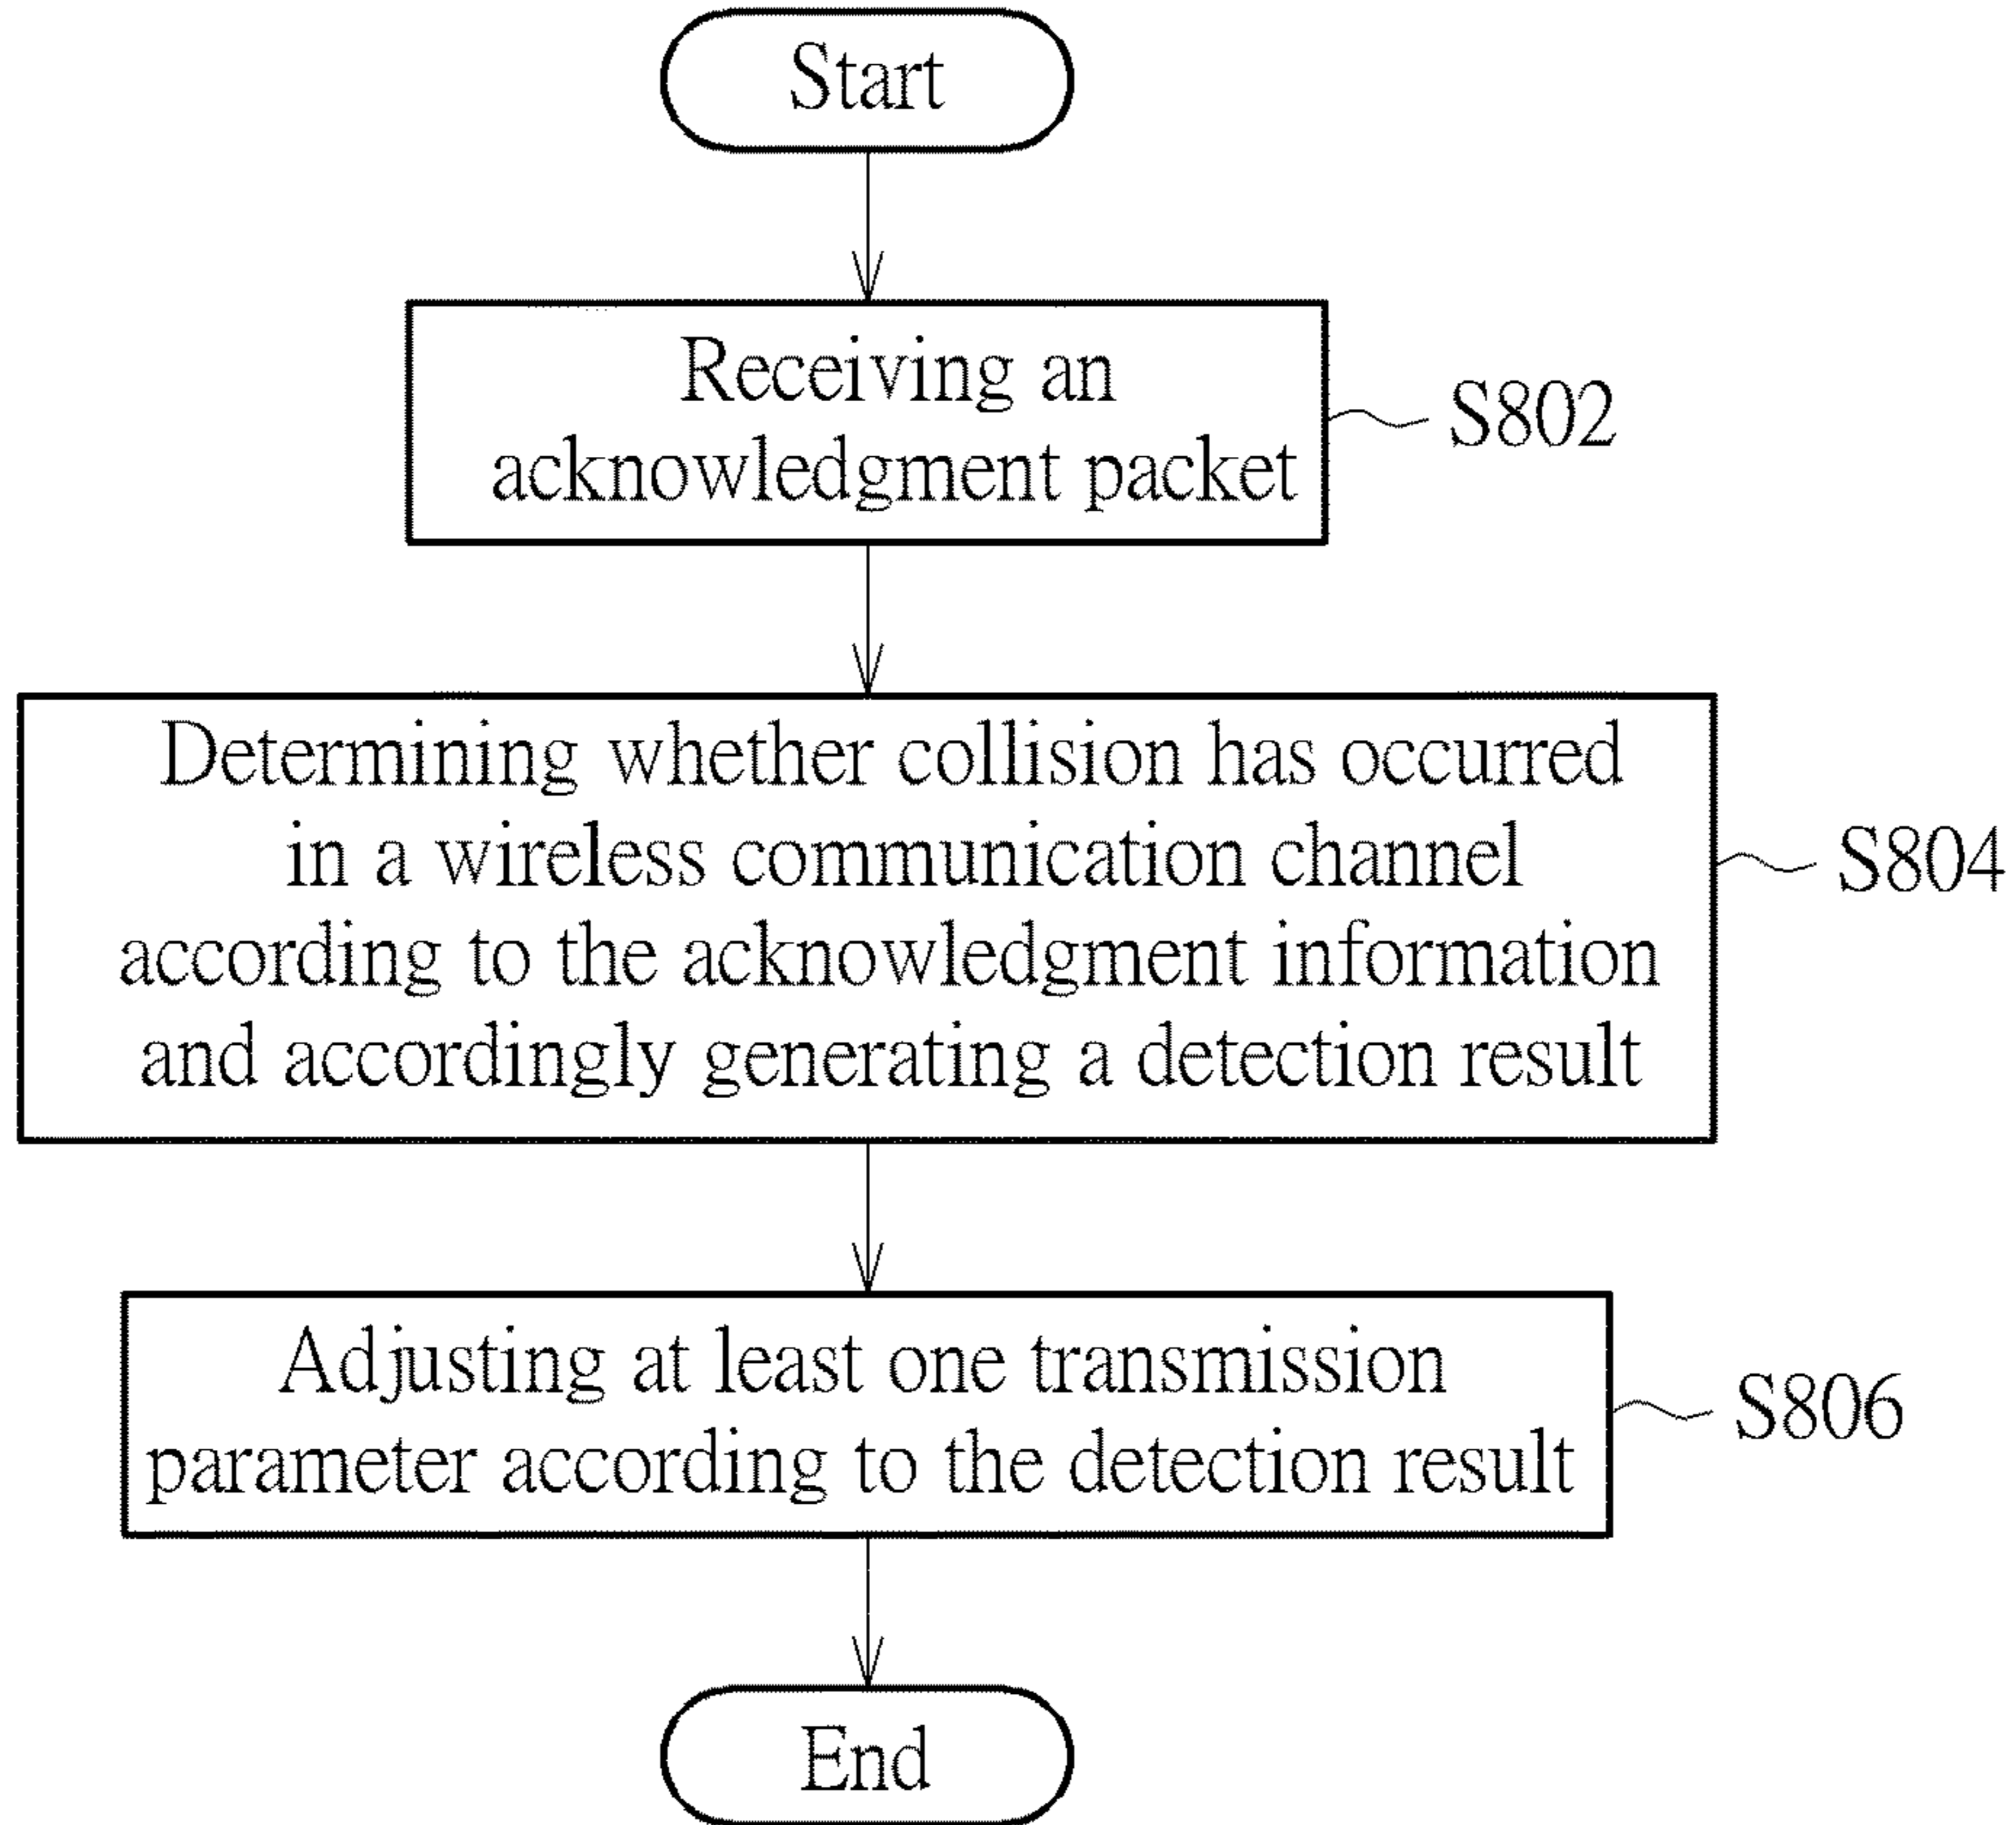 Start
Receiving an
acknowledgment packet
S802
Determining whether collision has occurred
in a wireless communication channel
according to the acknowledgment information
and accordingly generating a detection result
S804
Adjusting at least one transmission
parameter according to the detection result
S806
End